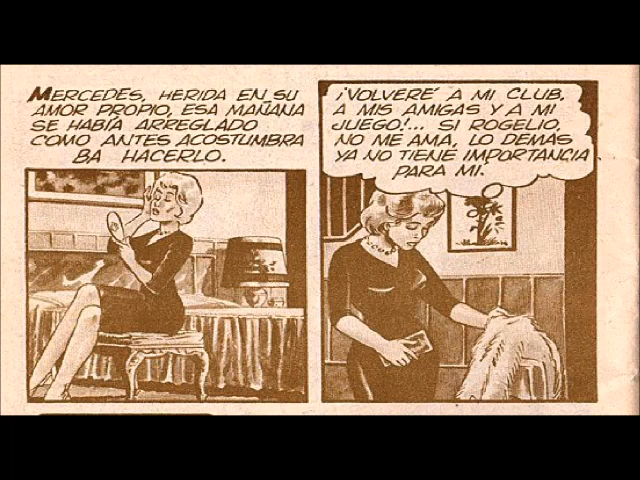 MERCEDES, HERIDA EN SU
AMOR PROPIO, ESA MAÑANA
SE HABÍA ARREGLADO
COMO ANTES ACOSTUMBRA
BA HACERLO.
¡VOLVERÉ A MI CLUB,
A MIS AMIGAS Y A MI
JUEGO!... SI ROGELIO,
NO ME AMA, LO DEMÁS
YA NO TIENE IMPORTANCIA
PARA MI.